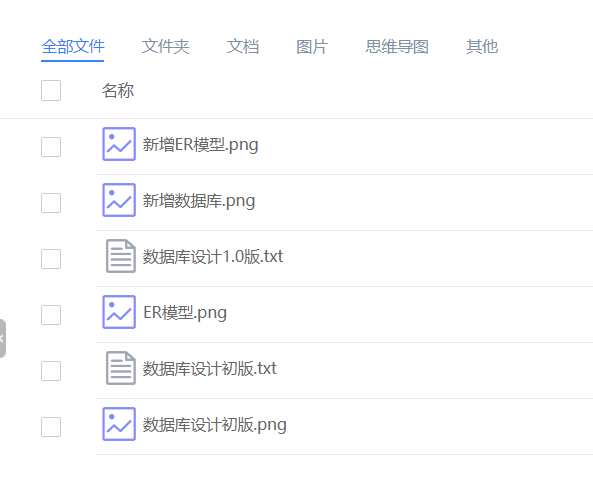 全部文件 文件夹 文档 图片 思维导图 其他
名称
新增ER模型.png
新增数据库.png
数据库设计1.0版.txt
ER模型.png
数据库设计初版.txt
数据库设计初版.png